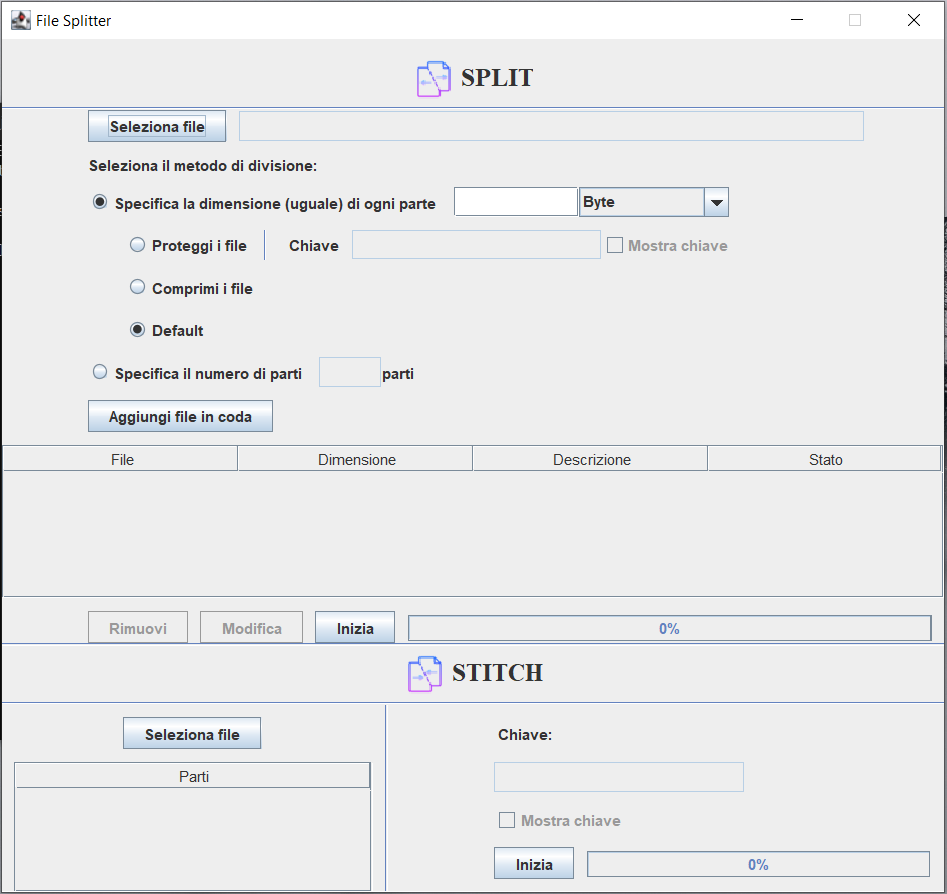 File Splitter
SPLIT
Seleziona file
Seleziona il metodo di divisione:
Specifica la dimensione (uguale) di ogni parte Byte
Proteggi i file Chiave Mostra chiave
Comprimi i file
Default
Specifica il numero di parti parti
Aggiungi file in coda
File Dimensione Descrizione Stato
Rimuovi Modifica Inizia 0%
STITCH
Seleziona file Chiave:
Parti
Mostra chiave
Inizia 0%